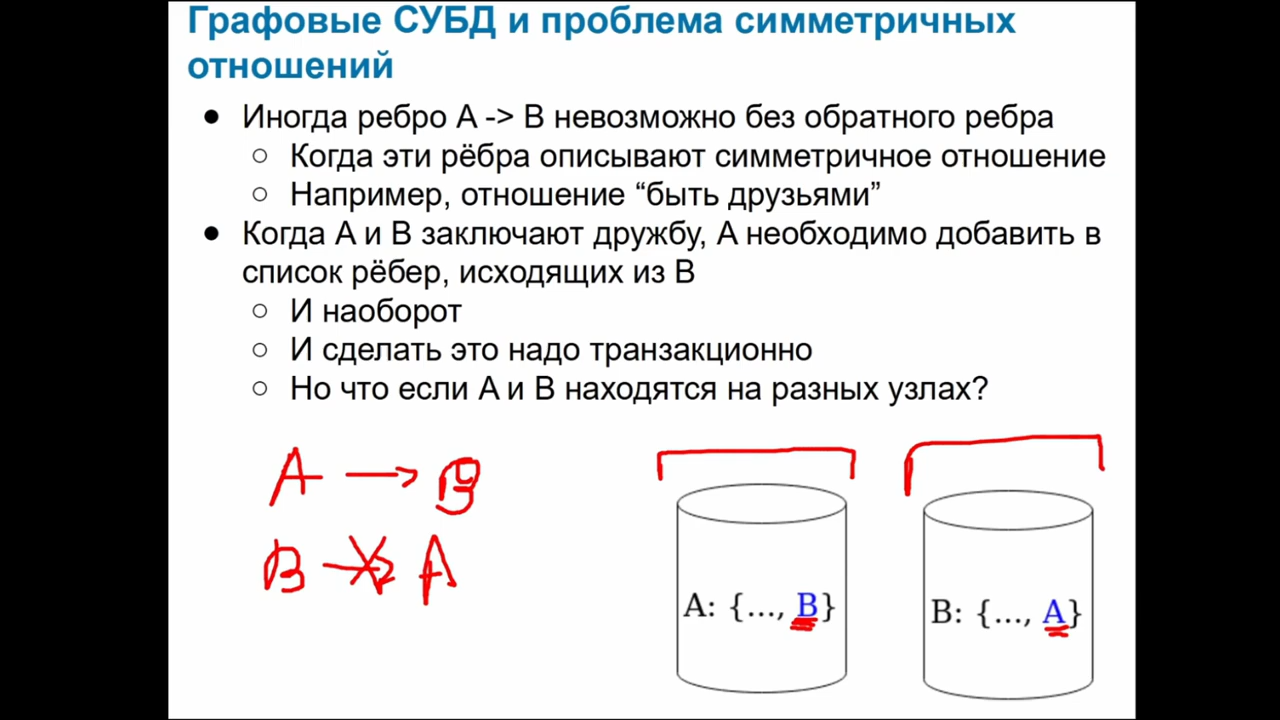 Графовые СУБД и проблема симметричных
отношений
● Иногда ребро A -> B невозможно без обратного ребра
○ Когда эти рёбра описывают симметричное отношение
○ Например, отношение “быть друзьями”
● Когда A и B заключают дружбу, A необходимо добавить в
список рёбер, исходящих из B
○ И наоборот
○ И сделать это надо транзакционно
○ Но что если A и B находятся на разных узлах?
A → B
B → A
A: {..., B}
B: {..., A}